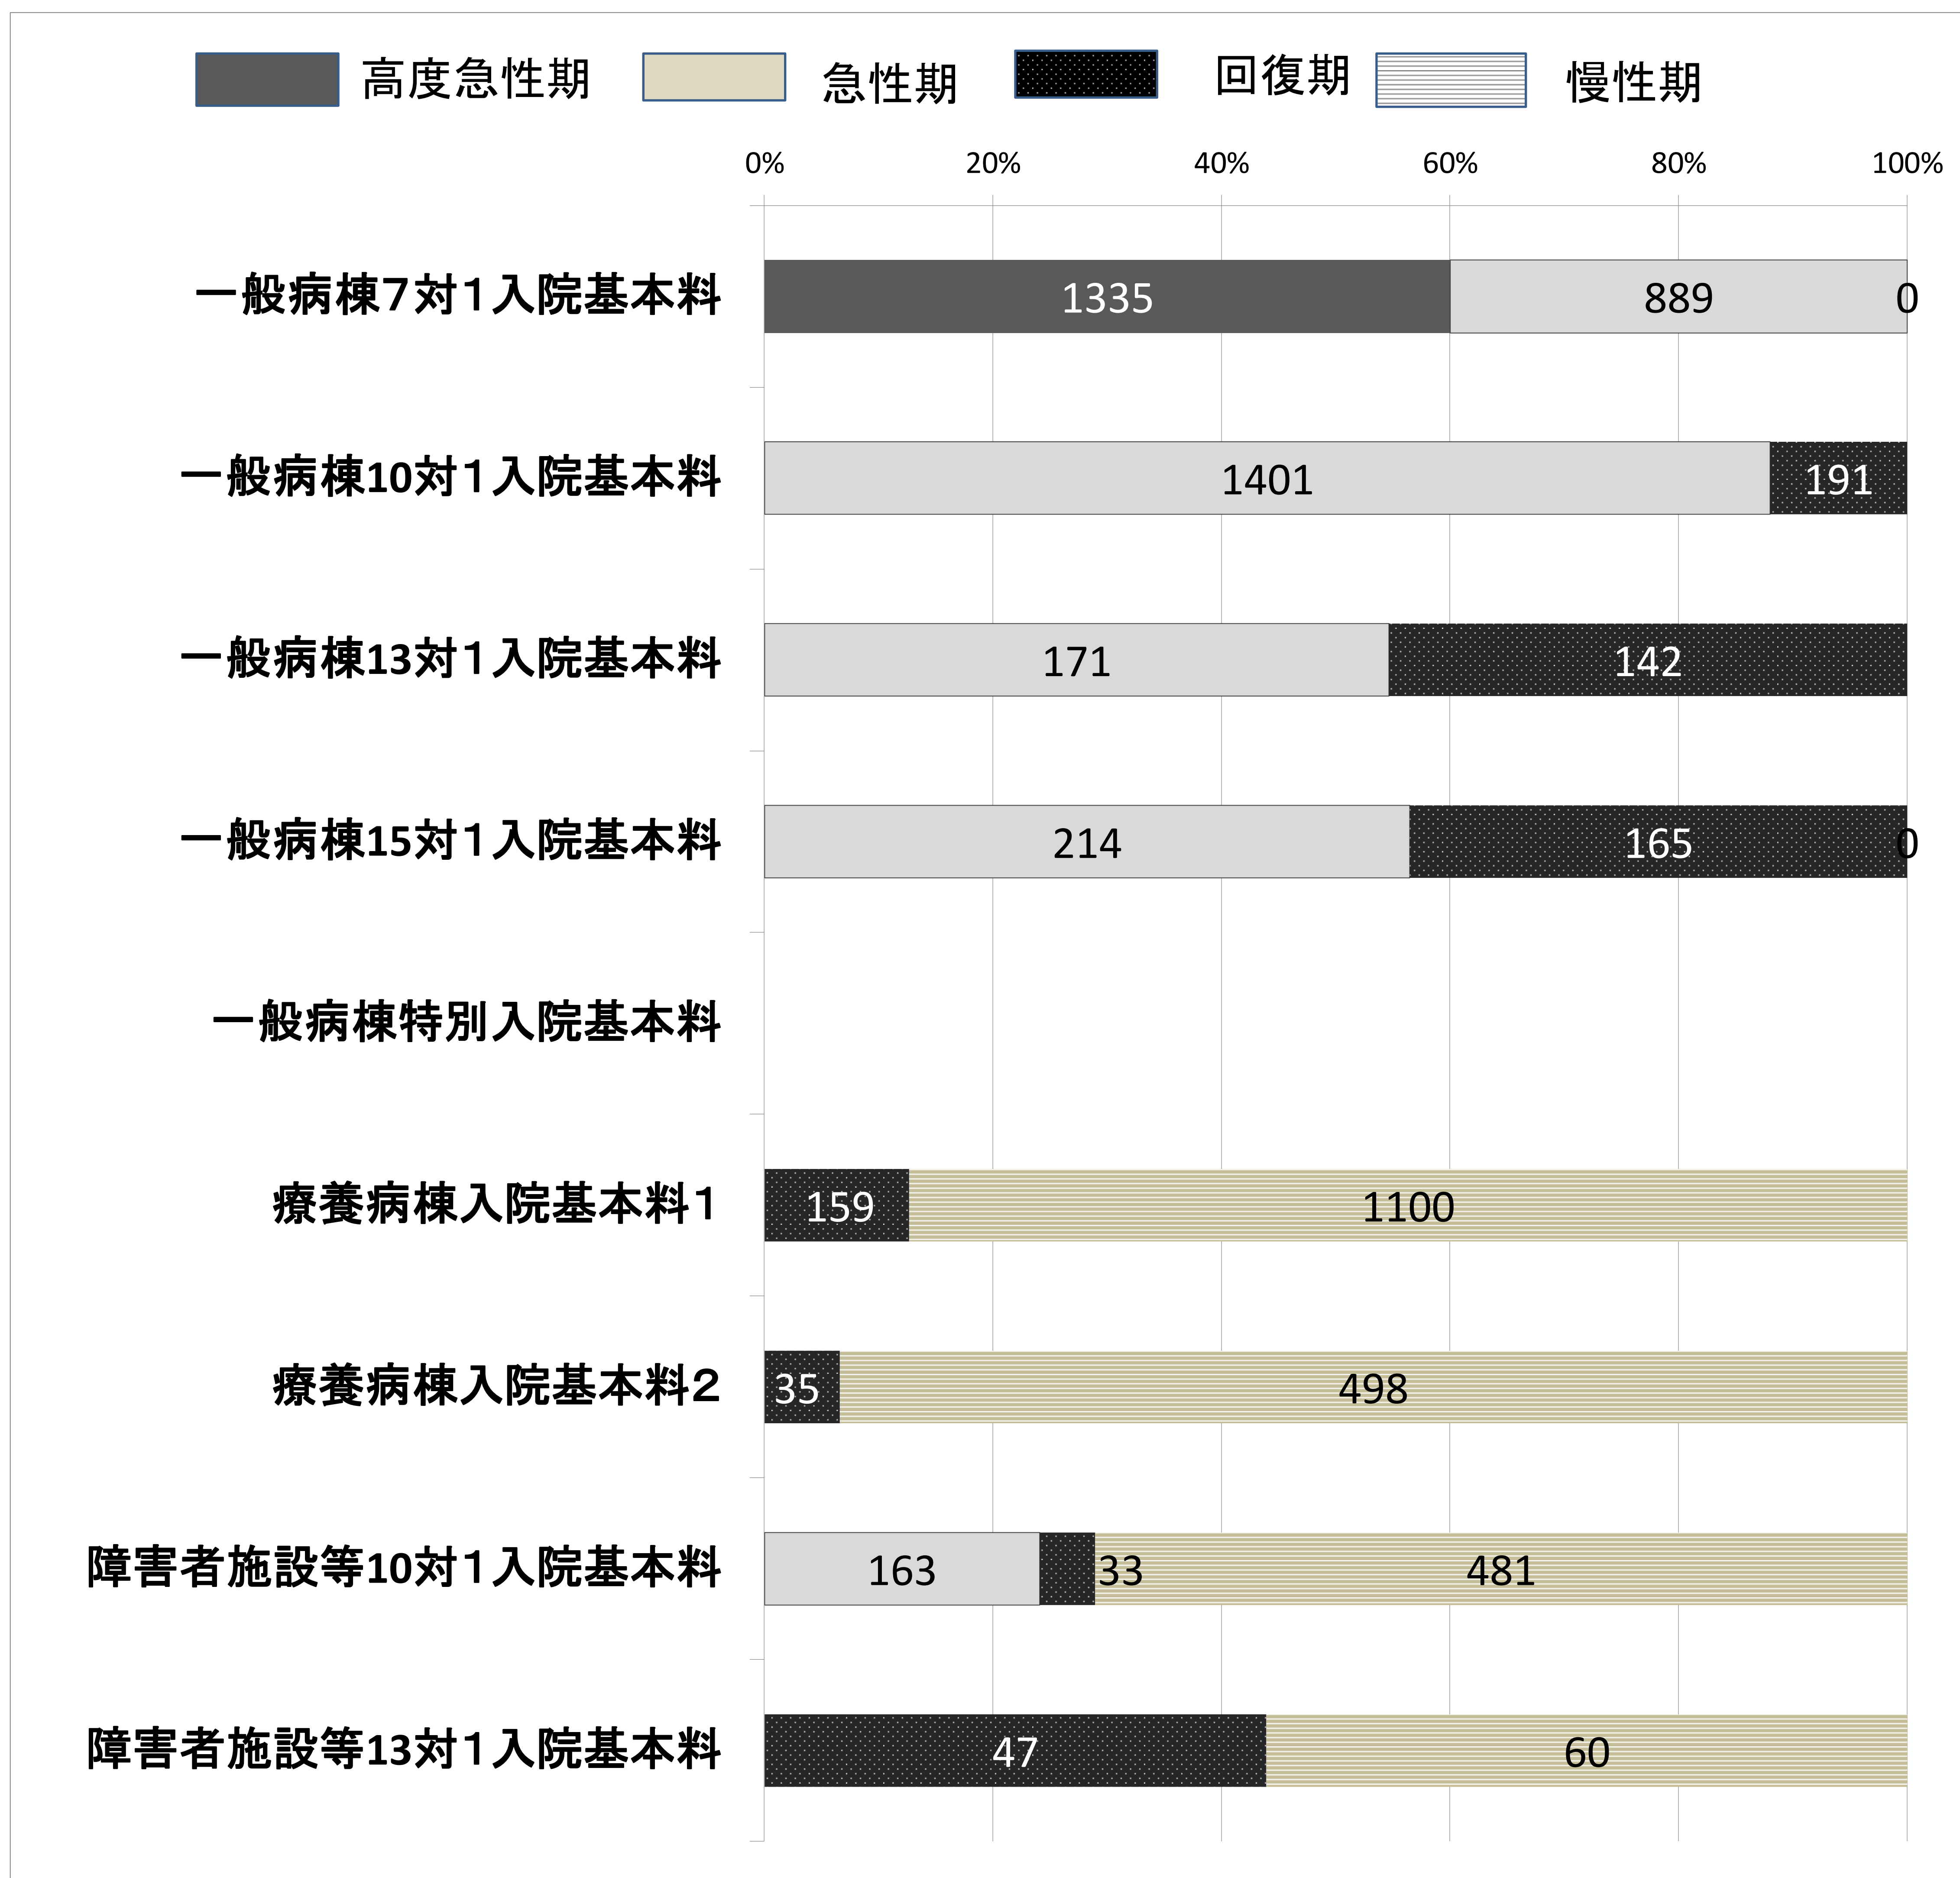 高度急性期 急性期 回復期 慢性期
0% 20% 40% 60% 80% 100%
一般病棟７対１入院基本料 1335 889 0
一般病棟10対１入院基本料 1401 191
一般病棟13対１入院基本料 171 142
一般病棟15対１入院基本料 214 165 0
一般病棟特別入院基本料
療養病棟入院基本料１ 159 1100
療養病棟入院基本料２ 35 498
障害者施設等10対１入院基本料 163 33 481
障害者施設等13対１入院基本料 47 60